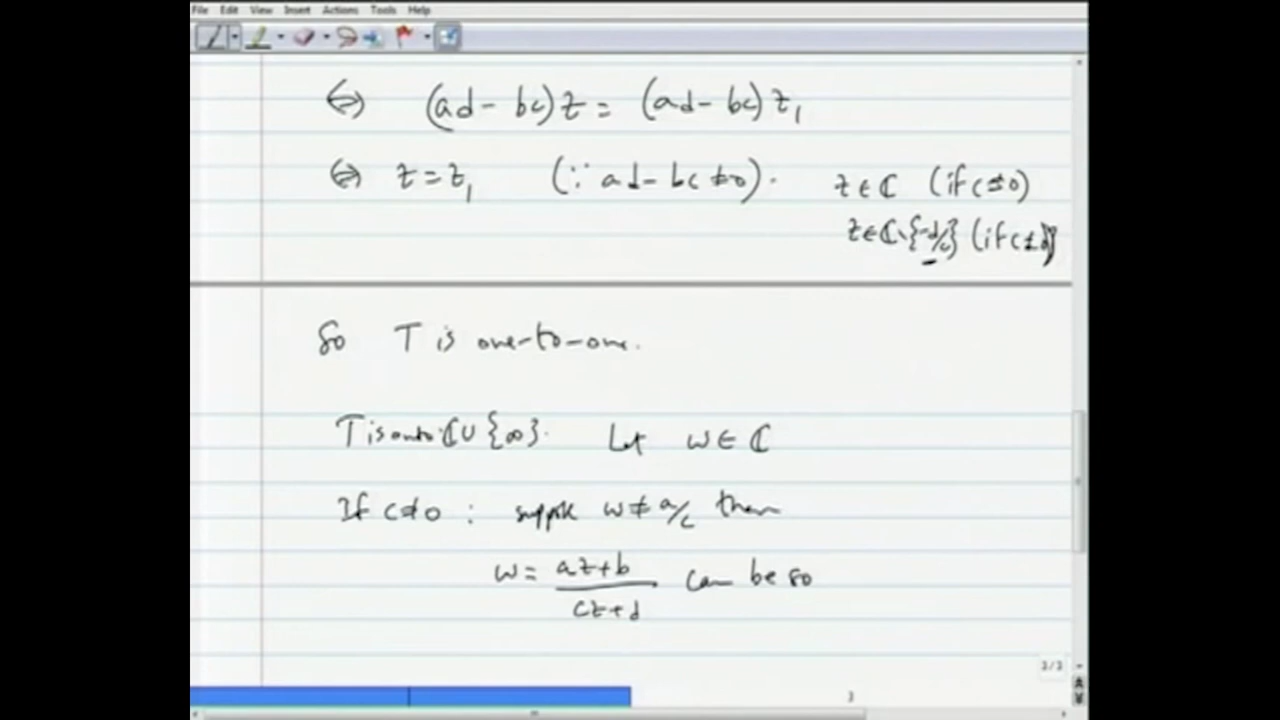 File Edit View Insert Actions Tools Help
⇔ (ad - bc) z = (ad - bc) z₁
⇔ z = z₁ (∵ ad - bc ≠ 0). z ∈ ℂ (if c = 0)
z ∈ ℂ \ {-d/c} (if c ≠ 0)
So T is one-to-one.
T is onto ℂ ∪ {∞}. Let w ∈ ℂ
If c ≠ 0 : suppose w ≠ a/c then
w = az+b / cz+d can be so
3/3
3